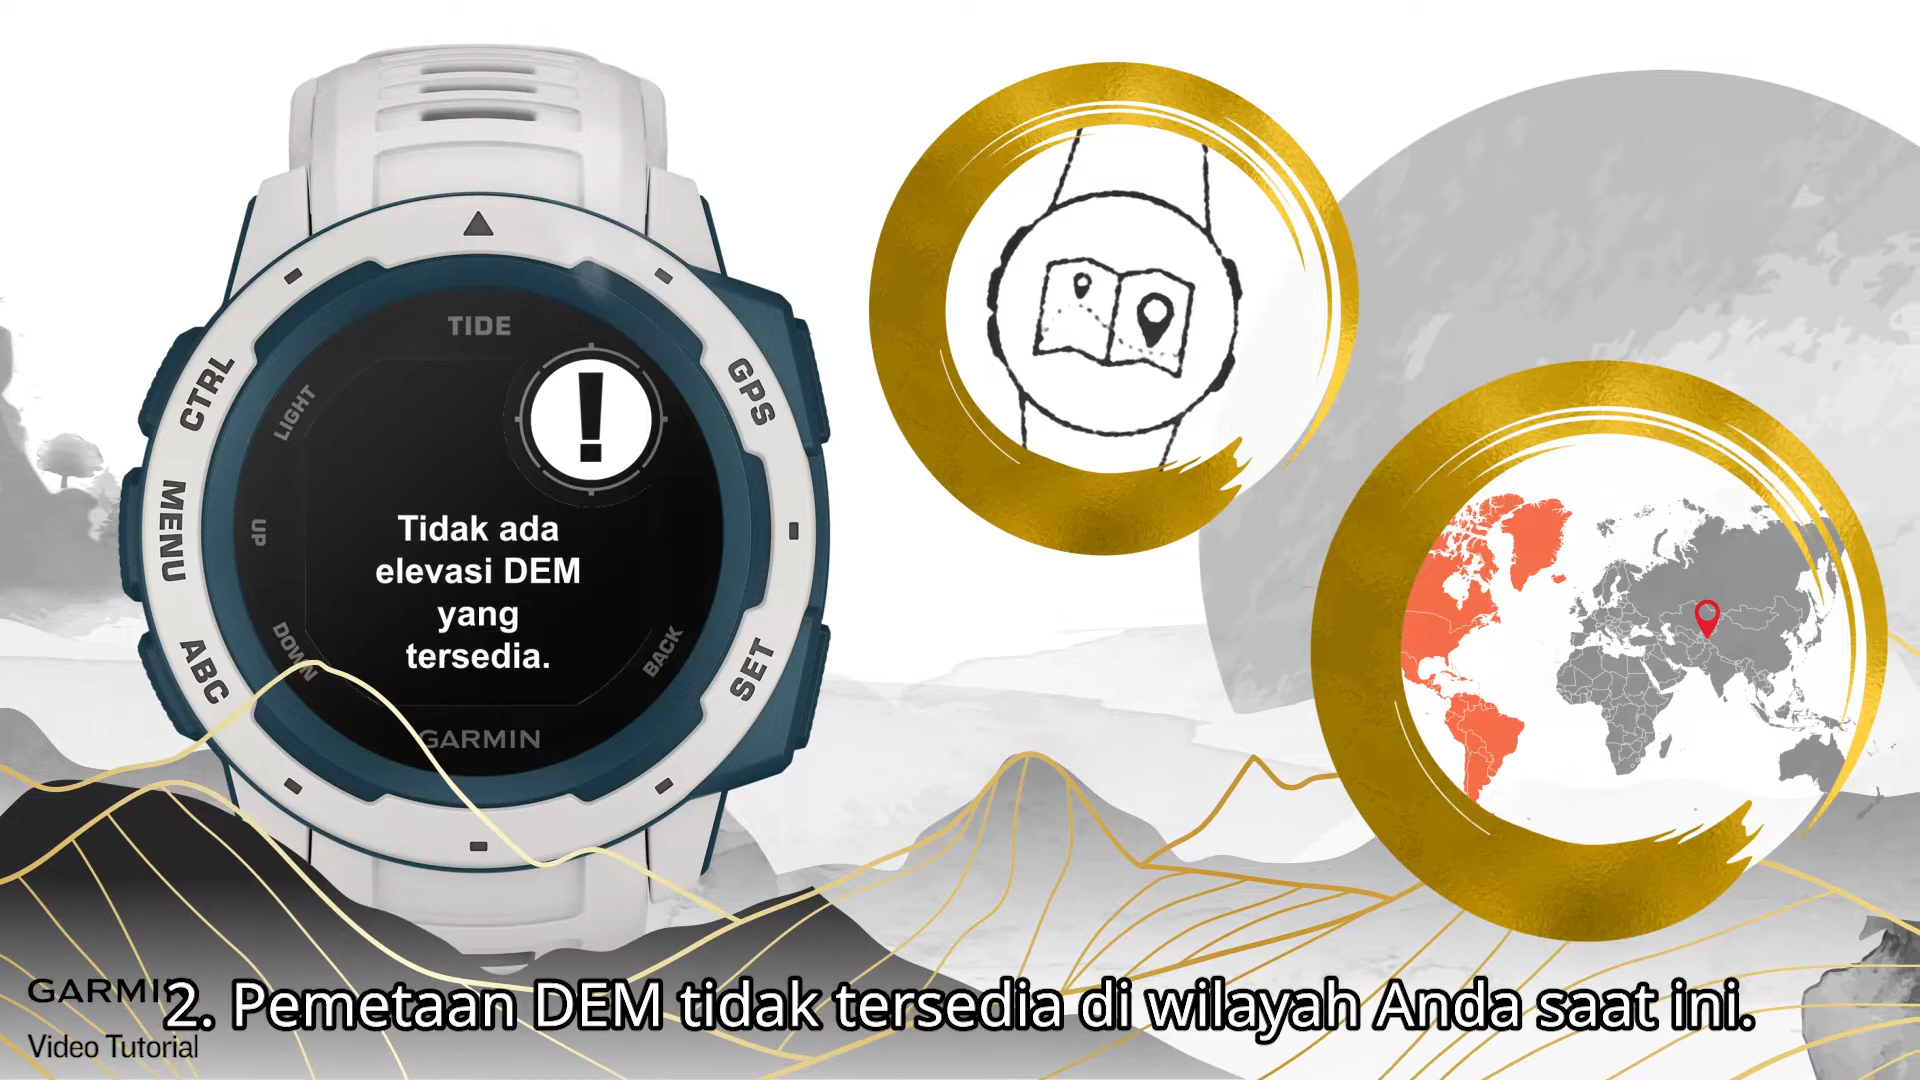 TIDE
GPS
CTRL
LIGHT
MENU
UP
ABC
DOWN
BACK
SET
Tidak ada
elevasi DEM
yang
tersedia.
GARMIN
GARMIN
2. Pemetaan DEM tidak tersedia di wilayah Anda saat ini.
Video Tutorial